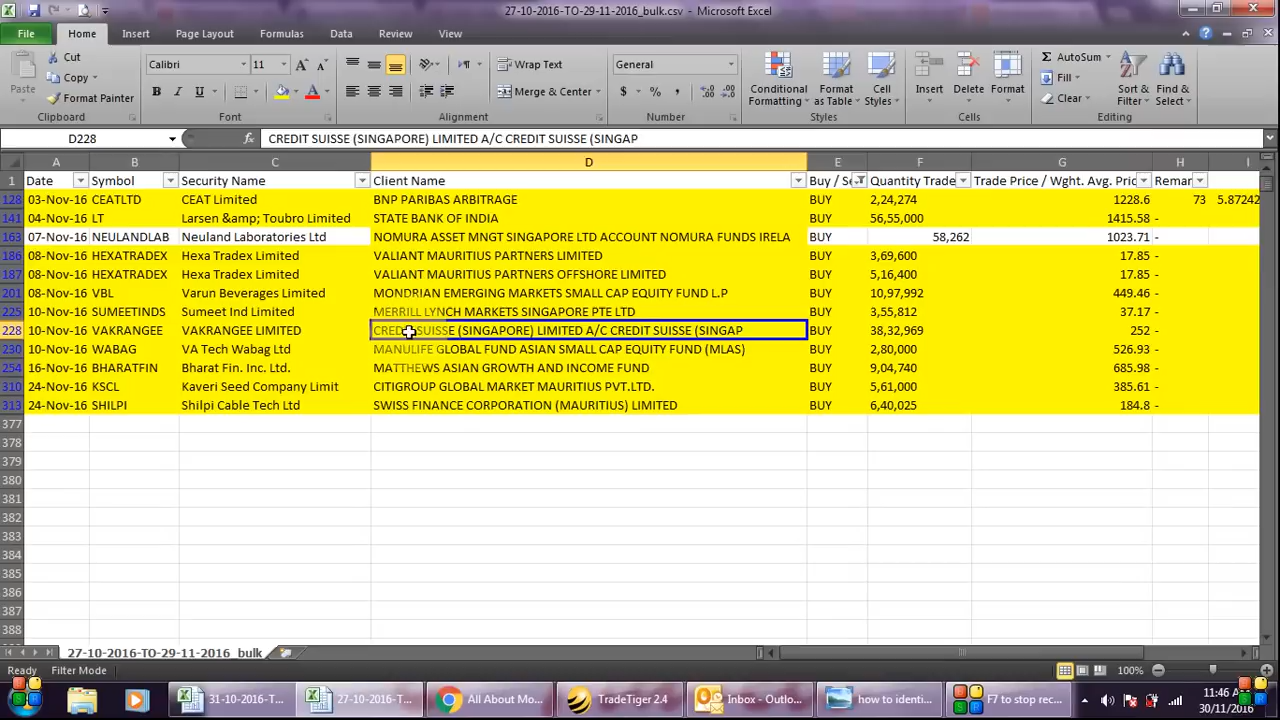 27-10-2016-TO-29-11-2016_bulk.csv - Microsoft Excel
File Home Insert Page Layout Formulas Data Review View
Cut
Copy
Format Painter
Paste
Clipboard
Calibri 11
B I U
Font
Wrap Text
Merge & Center
Alignment
General
$ % , .00
Number
Conditional Formatting
Format as Table
Cell Styles
Styles
Insert
Delete
Format
Cells
AutoSum
Fill
Clear
Sort & Filter
Find & Select
Editing
D228 fx CREDIT SUISSE (SINGAPORE) LIMITED A/C CREDIT SUISSE (SINGAP
A B C D E F G H I
1 Date Symbol Security Name Client Name Buy / Se Quantity Trade Trade Price / Wght. Avg. Pric Remar
128 03-Nov-16 CEATLTD CEAT Limited BNP PARIBAS ARBITRAGE BUY 2,24,274 1228.6 73 5.87242
141 04-Nov-16 LT Larsen &amp; Toubro Limited STATE BANK OF INDIA BUY 56,55,000 1415.58 -
163 07-Nov-16 NEULANDLAB Neuland Laboratories Ltd NOMURA ASSET MNGT SINGAPORE LTD ACCOUNT NOMURA FUNDS IRELA BUY 58,262 1023.71 -
186 08-Nov-16 HEXATRADEX Hexa Tradex Limited VALIANT MAURITIUS PARTNERS LIMITED BUY 3,69,600 17.85 -
187 08-Nov-16 HEXATRADEX Hexa Tradex Limited VALIANT MAURITIUS PARTNERS OFFSHORE LIMITED BUY 5,16,400 17.85 -
201 08-Nov-16 VBL Varun Beverages Limited MONDRIAN EMERGING MARKETS SMALL CAP EQUITY FUND L.P BUY 10,97,992 449.46 -
225 10-Nov-16 SUMEETINDS Sumeet Ind Limited MERRILL LYNCH MARKETS SINGAPORE PTE LTD BUY 3,55,812 37.17 -
228 10-Nov-16 VAKRANGEE VAKRANGEE LIMITED CREDIT SUISSE (SINGAPORE) LIMITED A/C CREDIT SUISSE (SINGAP BUY 38,32,969 252 -
230 10-Nov-16 WABAG VA Tech Wabag Ltd MANULIFE GLOBAL FUND ASIAN SMALL CAP EQUITY FUND (MLAS) BUY 2,80,000 526.93 -
254 16-Nov-16 BHARATFIN Bharat Fin. Inc. Ltd. MATTHEWS ASIAN GROWTH AND INCOME FUND BUY 9,04,740 685.98 -
310 24-Nov-16 KSCL Kaveri Seed Company Limit CITIGROUP GLOBAL MARKET MAURITIUS PVT.LTD. BUY 5,61,000 385.61 -
313 24-Nov-16 SHILPI Shilpi Cable Tech Ltd SWISS FINANCE CORPORATION (MAURITIUS) LIMITED BUY 6,40,025 184.8 -
377
378
379
480
381
382
383
384
385
386
387
388
27-10-2016-TO-29-11-2016_bulk
Ready Filter Mode 100%
31-10-2016-T... 27-10-2016-T... All About Mo... TradeTiger 2.4 Inbox - Outlo... how to identi... F7 to stop rec... 11:46 AM
30/11/2016